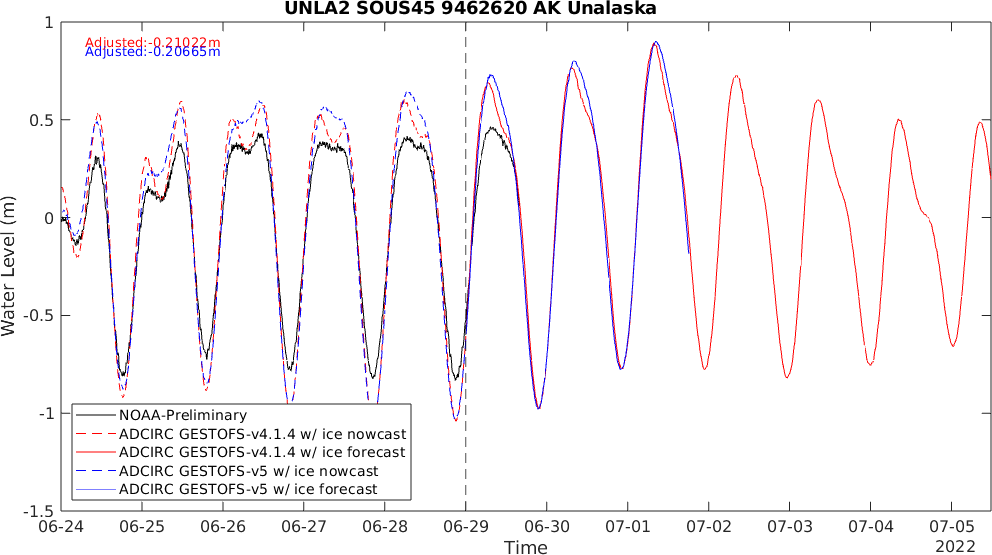 UNLA2 SOUS45 9462620 AK Unalaska
Adjusted:-0.21022m
Adjusted:-0.20665m
1
0.5
0
-0.5
-1
-1.5
Water Level (m)
NOAA-Preliminary
ADCIRC GESTOFS-v4.1.4 w/ ice nowcast
ADCIRC GESTOFS-v4.1.4 w/ ice forecast
ADCIRC GESTOFS-v5 w/ ice nowcast
ADCIRC GESTOFS-v5 w/ ice forecast
06-24 06-25 06-26 06-27 06-28 06-29 06-30 07-01 07-02 07-03 07-04 07-05
Time
2022